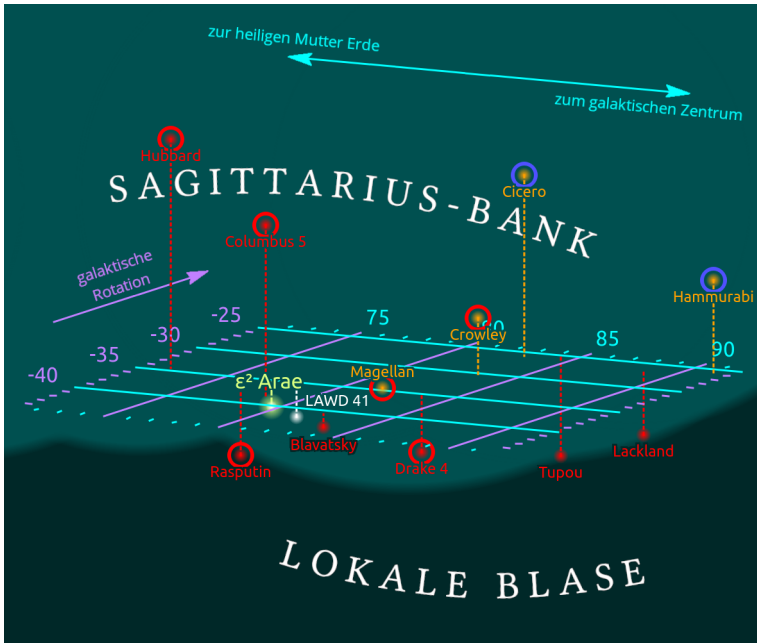 zur heiligen Mutter Erde
zum galaktischen Zentrum
Hubbard
SAGITTARIUS-BANK
Cicero
Columbus 5
galaktische
Rotation
Hammurabi
-25
75
Crowley
-30
85
-35
90
-40
Magellan
ε² Arae
LAWD 41
Blavatsky
Rasputin
Drake 4
Tupou
Lackland
LOKALE BLASE